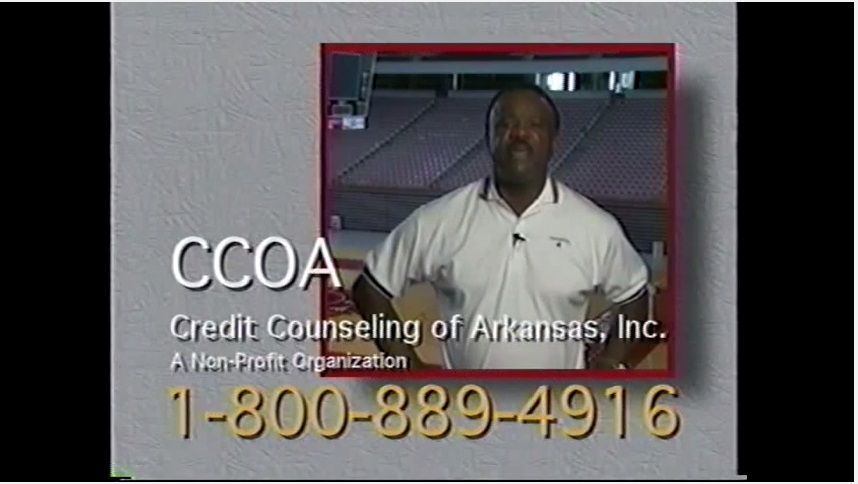 CCOA
Credit Counseling of Arkansas, Inc.
A Non-Profit Organization
1-800-889-4916